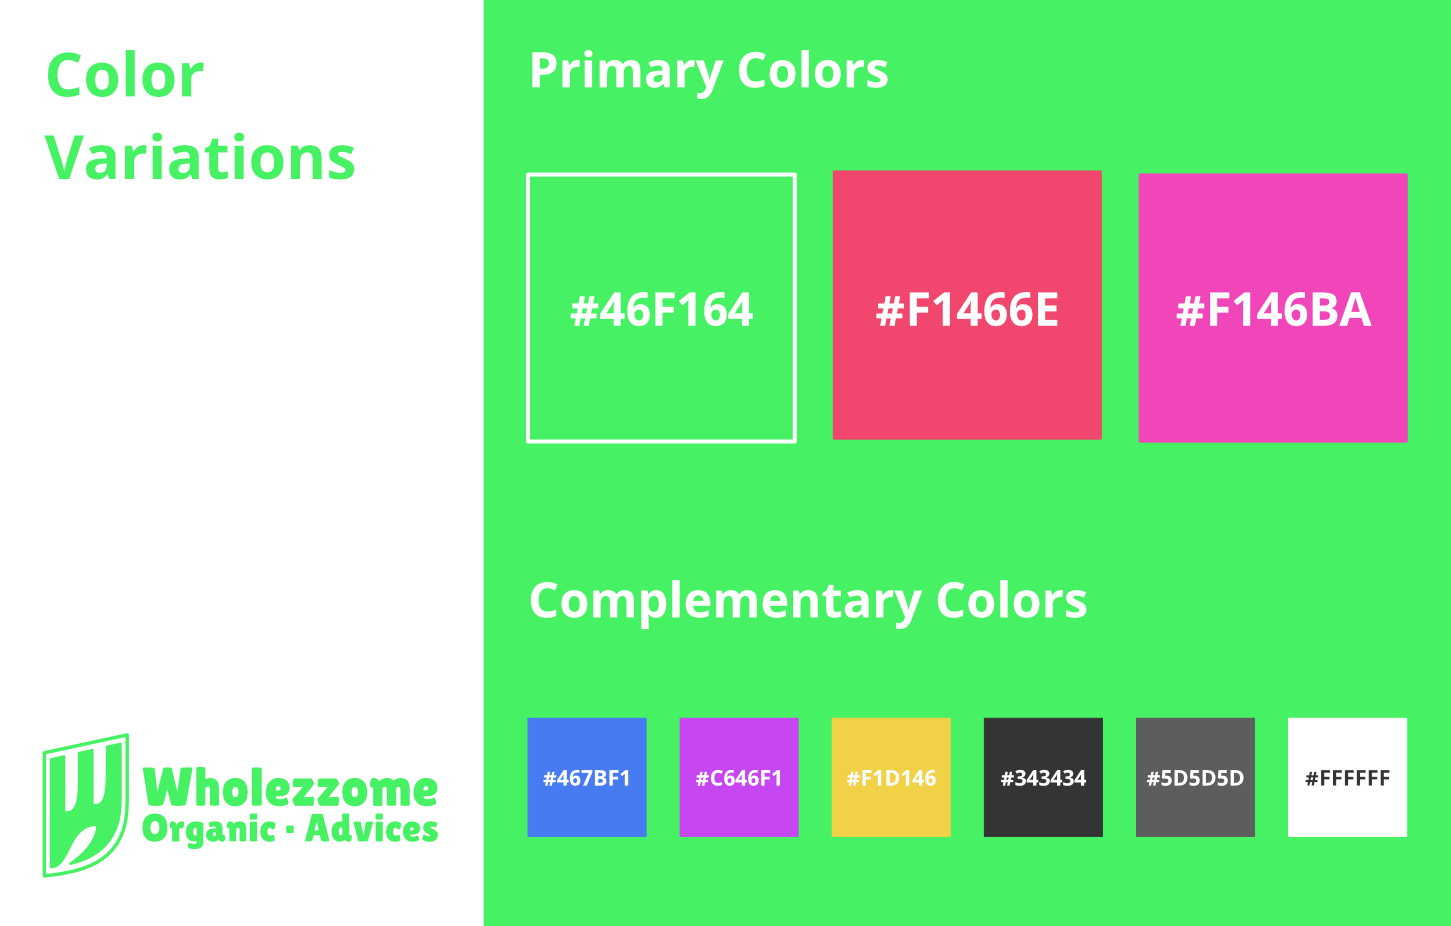 Color
Variations
Primary Colors
#46F164
#F1466E
#F146BA
Complementary Colors
#467BF1
#C646F1
#F1D146
#343434
#5D5D5D
#FFFFFF
Wholezzome
Organic · Advices